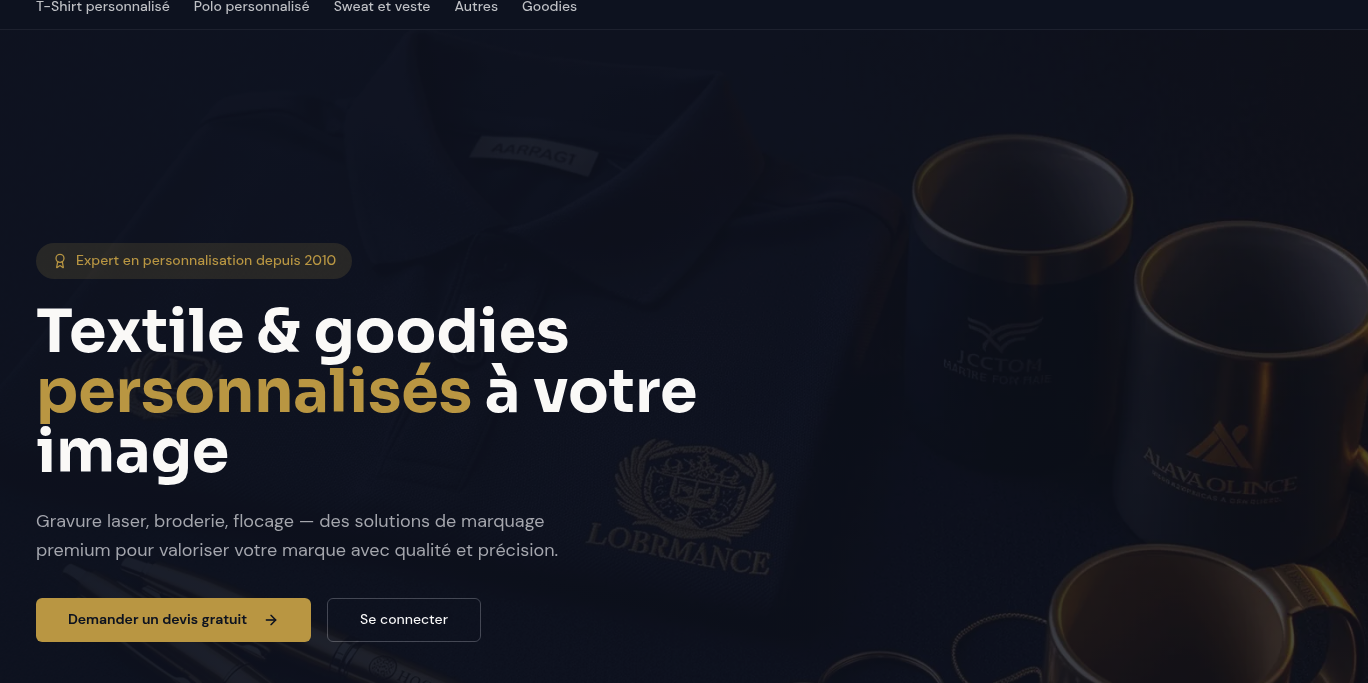 T-Shirt personnalisé Polo personnalisé Sweat et veste Autres Goodies
AARPAG1
Expert en personnalisation depuis 2010
Textile & goodies
personnalisés à votre
image
JCCTON
ALAVAOLINCE
LOBRMANCE
Gravure laser, broderie, flocage — des solutions de marquage
premium pour valoriser votre marque avec qualité et précision.
Demander un devis gratuit
Se connecter